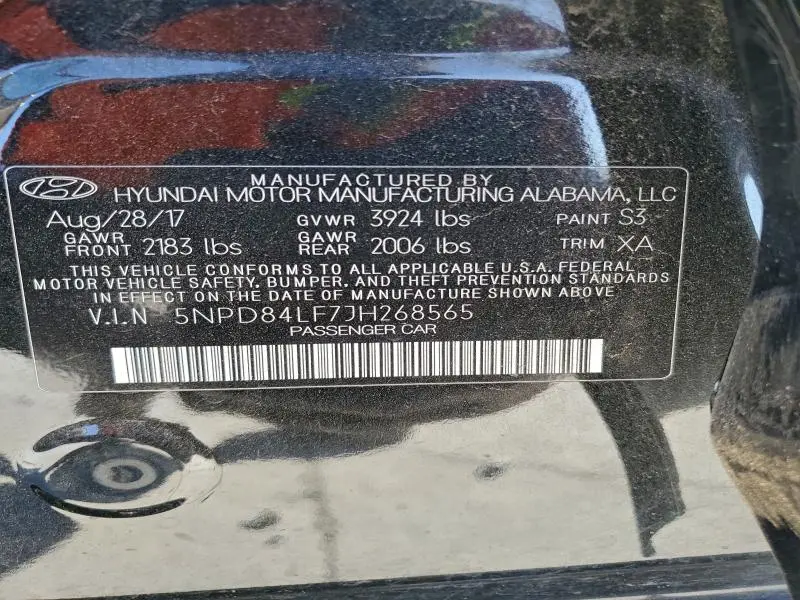 MANUFACTURED BY
HYUNDAI MOTOR MANUFACTURING ALABAMA, LLC
Aug/28/17 GVWR 3924 lbs PAINT S3
GAWR FRONT 2183 lbs GAWR REAR 2006 lbs TRIM XA
THIS VEHICLE CONFORMS TO ALL APPLICABLE U.S.A. FEDERAL
MOTOR VEHICLE SAFETY, BUMPER, AND THEFT PREVENTION STANDARDS
IN EFFECT ON THE DATE OF MANUFACTURE SHOWN ABOVE
V.I.N 5NPD84LF7JH268565
PASSENGER CAR